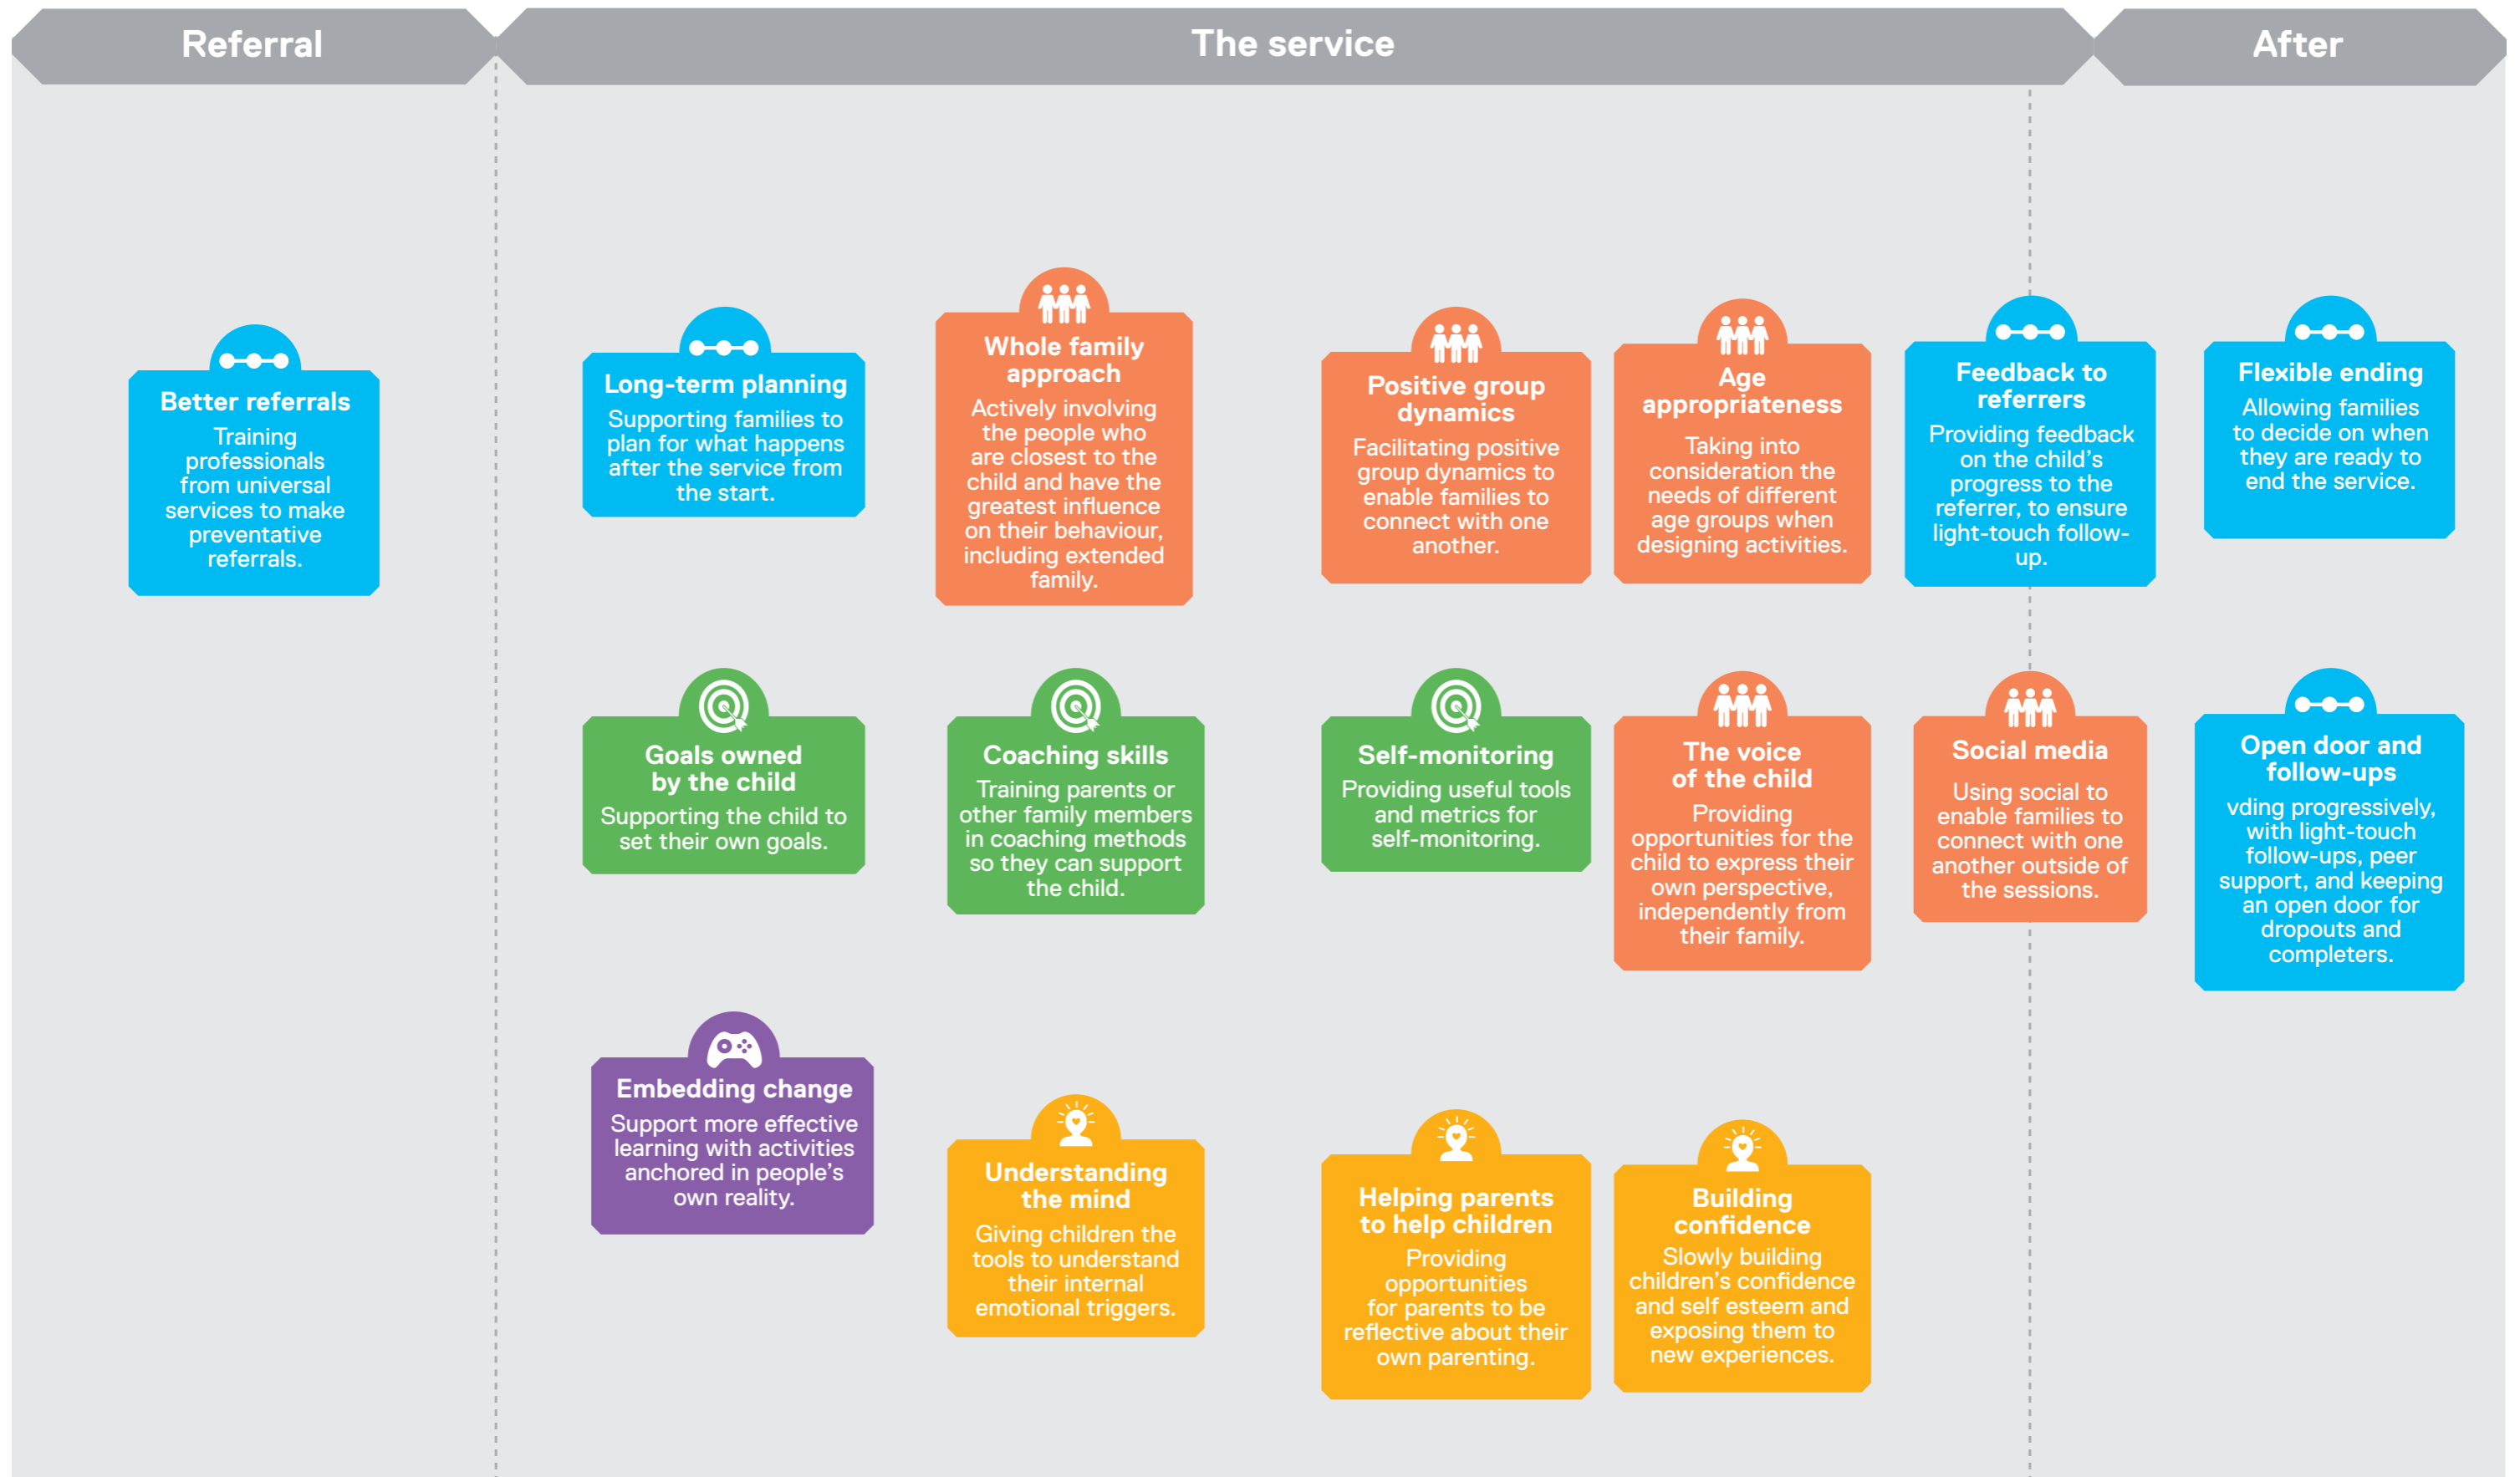 Referral
The service
After
Better referrals
Training
professionals
from universal
services to make
preventative
referrals.
Long-term planning
Supporting families to
plan for what happens
after the service from
the start.
Whole family
approach
Actively involving
the people who
are closest to the
child and have the
greatest influence
on their behaviour,
including extended
family.
Positive group
dynamics
Facilitating positive
group dynamics to
enable families to
connect with one
another.
Age
appropriateness
Taking into
consideration the
needs of different
age groups when
designing activities.
Feedback to
referrers
Providing feedback
on the child's
progress to the
referrer, to ensure
light-touch follow-
up.
Flexible ending
Allowing families
to decide on when
they are ready to
end the service.
Goals owned
by the child
Supporting the child to
set their own goals.
Coaching skills
Training parents or
other family members
in coaching methods
so they can support
the child.
Self-monitoring
Providing useful tools
and metrics for
self-monitoring.
The voice
of the child
Providing
opportunities for the
child to express their
own perspective,
independently from
their family.
Social media
Using social to
enable families to
connect with one
another outside of
the sessions.
Open door and
follow-ups
vding progressively,
with light-touch
follow-ups, peer
support, and keeping
an open door for
dropouts and
completers.
Embedding change
Support more effective
learning with activities
anchored in people's
own reality.
Understanding
the mind
Giving children the
tools to understand
their internal
emotional triggers.
Helping parents
to help children
Providing
opportunities
for parents to be
reflective about their
own parenting.
Building
confidence
Slowly building
children's confidence
and self esteem and
exposing them to
new experiences.